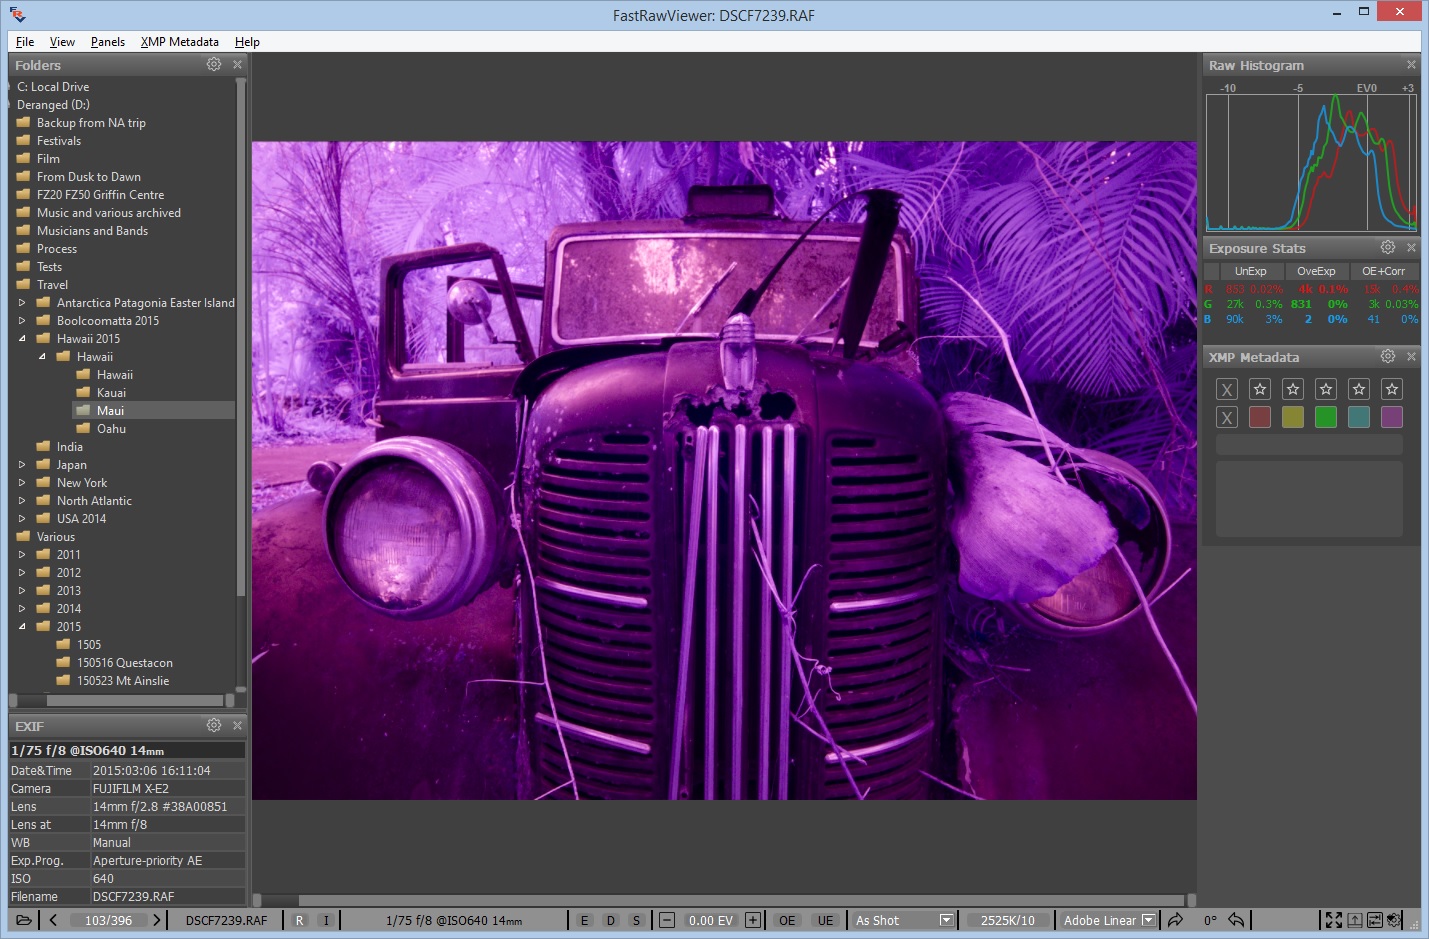 FastRawViewer: DSCF7239.RAF
File View Panels XMP Metadata Help
Folders
C: Local Drive
Deranged (D:)
Backup from NA trip
Festivals
Film
From Dusk to Dawn
FZ20 FZ50 Griffin Centre
Music and various archived
Musicians and Bands
Process
Tests
Travel
Antarctica Patagonia Easter Island
Boolcoomatta 2015
Hawaii 2015
Hawaii
Hawaii
Kauai
Maui
Oahu
India
Japan
New York
North Atlantic
USA 2014
Various
2011
2012
2013
2014
2015
1505
150516 Questacon
150523 Mt Ainslie
EXIF
1/75 f/8 @ISO640 14mm
Date&Time 2015:03:06 16:11:04
Camera FUJIFILM X-E2
Lens 14mm f/2.8 #38A00851
Lens at 14mm f/8
WB Manual
Exp.Prog. Aperture-priority AE
ISO 640
Filename DSCF7239.RAF
Raw Histogram
-10 -5 EV0 +3
Exposure Stats
UnExp OveExp OE+Corr
R 853 0.02% 4k 0.1% 15k 0.4%
G 27k 0.3% 831 0% 3k 0.03%
B 90k 3% 2 0% 41 0%
XMP Metadata
X
X
103/396 DSCF7239.RAF R I 1/75 f/8 @ISO640 14mm E D S 0.00 EV OE UE As Shot 2525K/10 Adobe Linear 0°